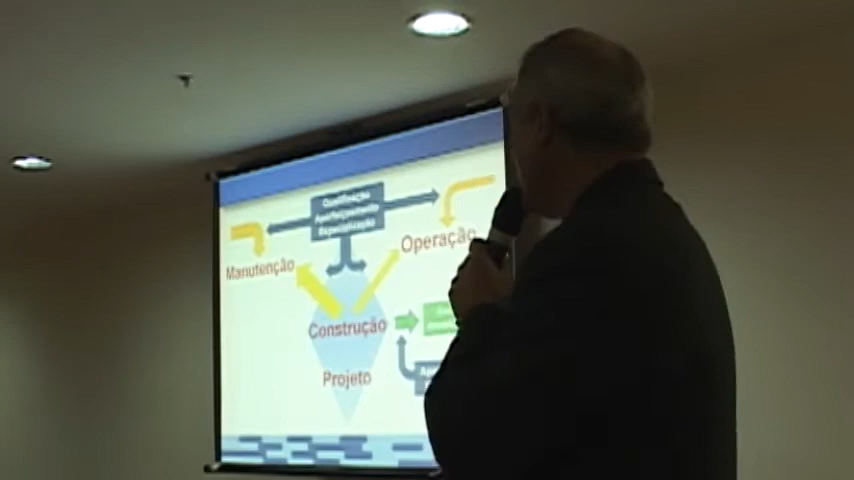 Qualificação
Aperfeiçoamento
Especialização
Manutenção
Operação
Construção
Projeto